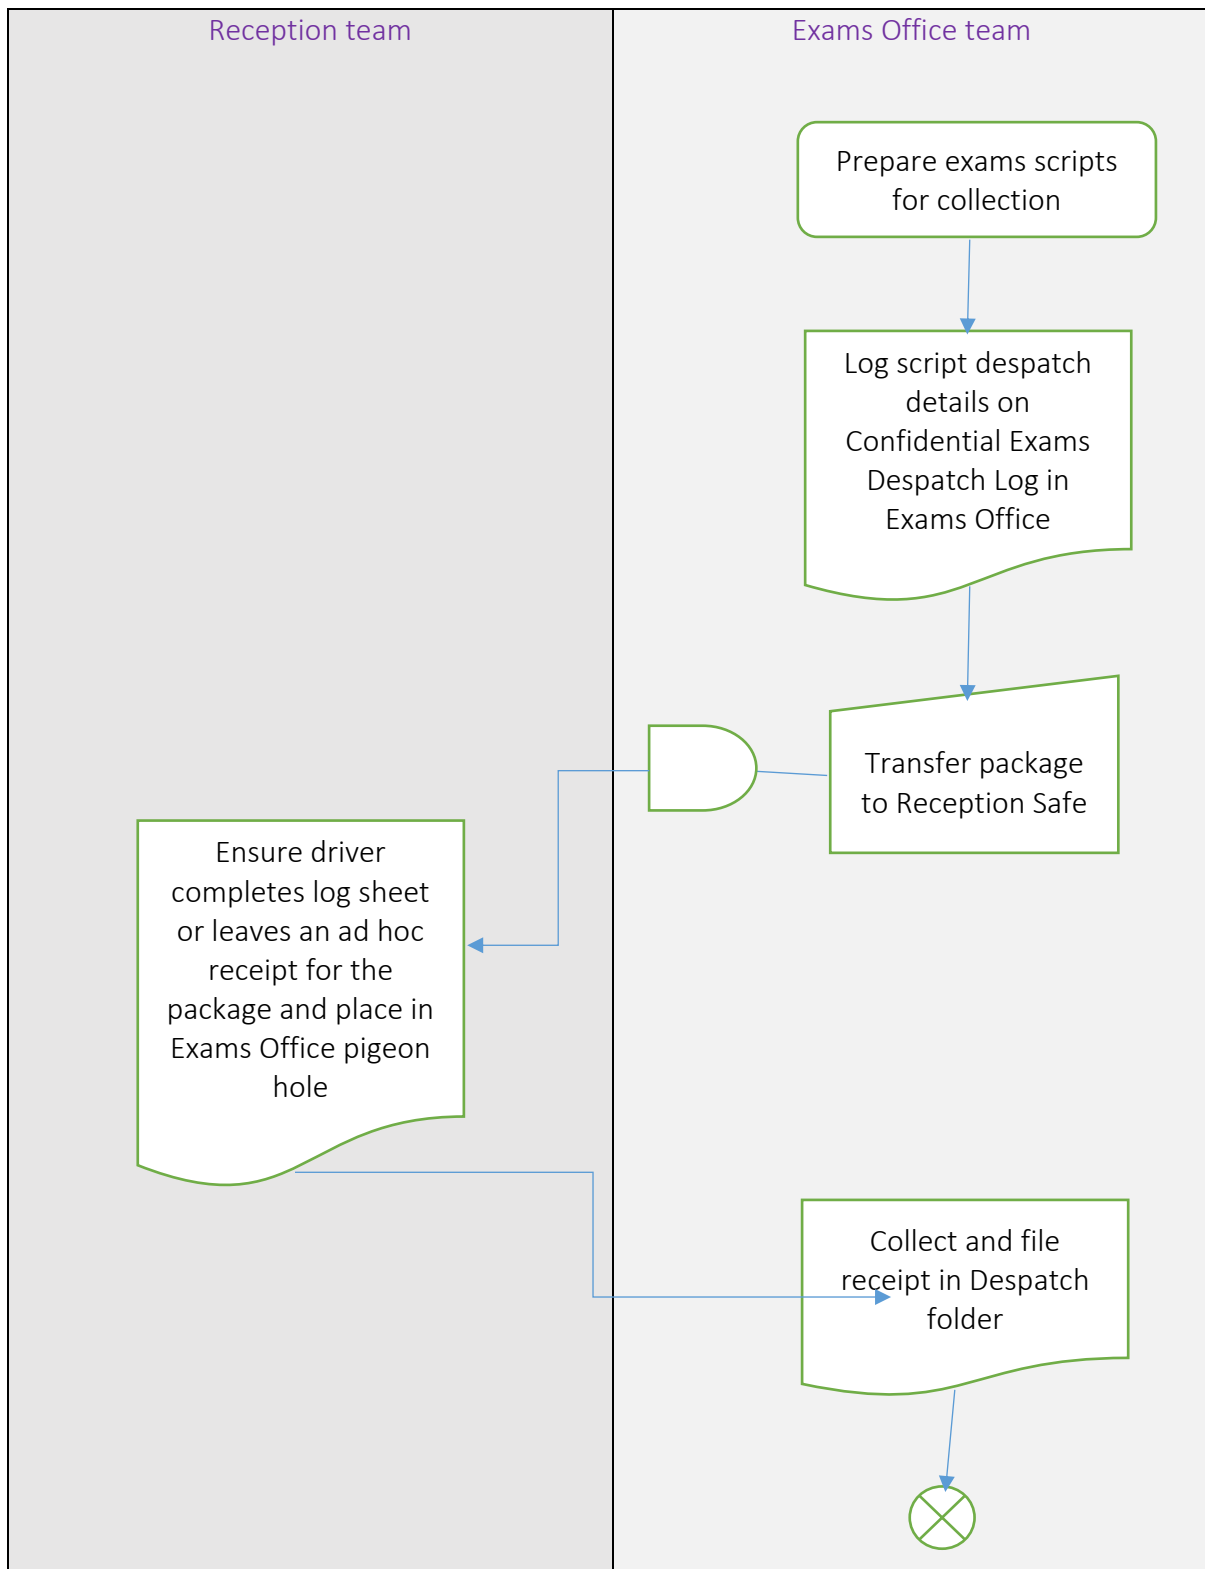 Reception team
Exams Office team
Prepare exams scripts
for collection
Log script despatch
details on
Confidential Exams
Despatch Log in
Exams Office
Transfer package
to Reception Safe
Ensure driver
completes log sheet
or leaves an ad hoc
receipt for the
package and place in
Exams Office pigeon
hole
Collect and file
receipt in Despatch
folder